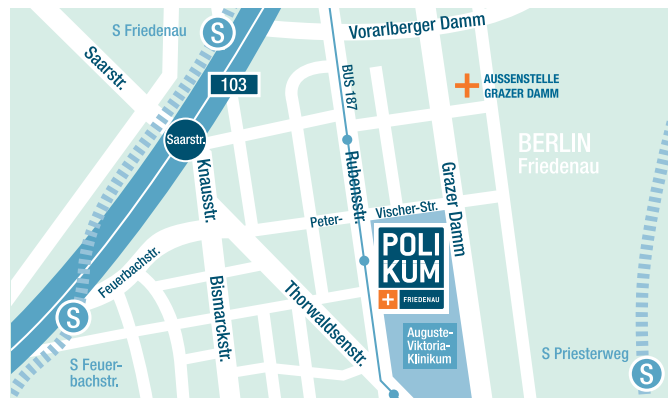 S Friedenau
S
Vorarlberger Damm
Saarstr.
103
BUS 187
AUSSENSTELLE
GRAZER DAMM
Saarstr.
BERLIN
Friedenau
Knausstr.
Rubensstr.
Grazer Damm
Peter-
Vischer-Str.
POLI
KUM
FRIEDENAU
Feuerbachstr.
Bismarckstr.
Thorwaldsenstr.
S
Auguste-
Viktoria-
Klinikum
S Feuer-
bachstr.
S Priesterweg
S